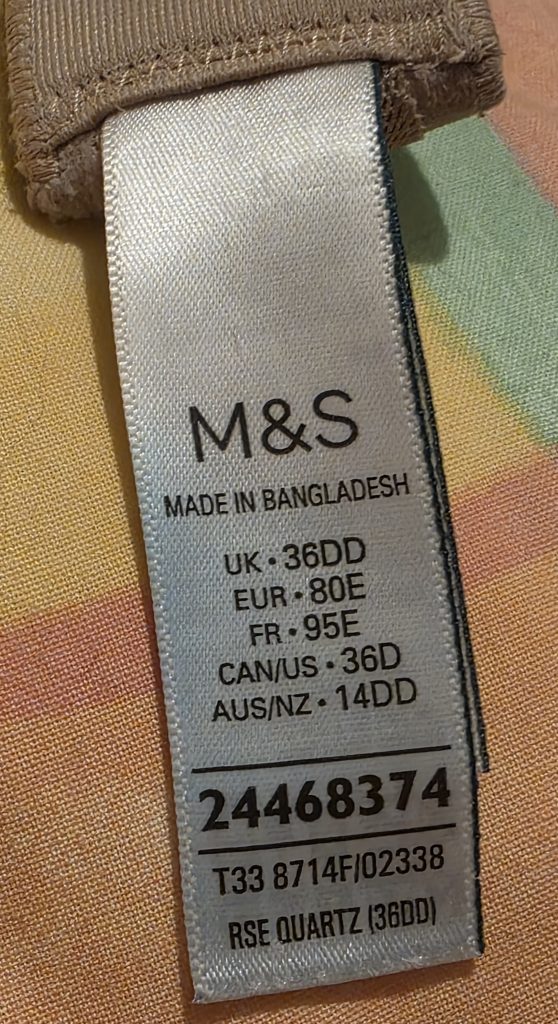 M&S
MADE IN BANGLADESH
UK • 36DD
EUR • 80E
FR • 95E
CAN/US • 36D
AUS/NZ • 14DD
24468374
T33 8714F/02338
RSE QUARTZ (36DD)